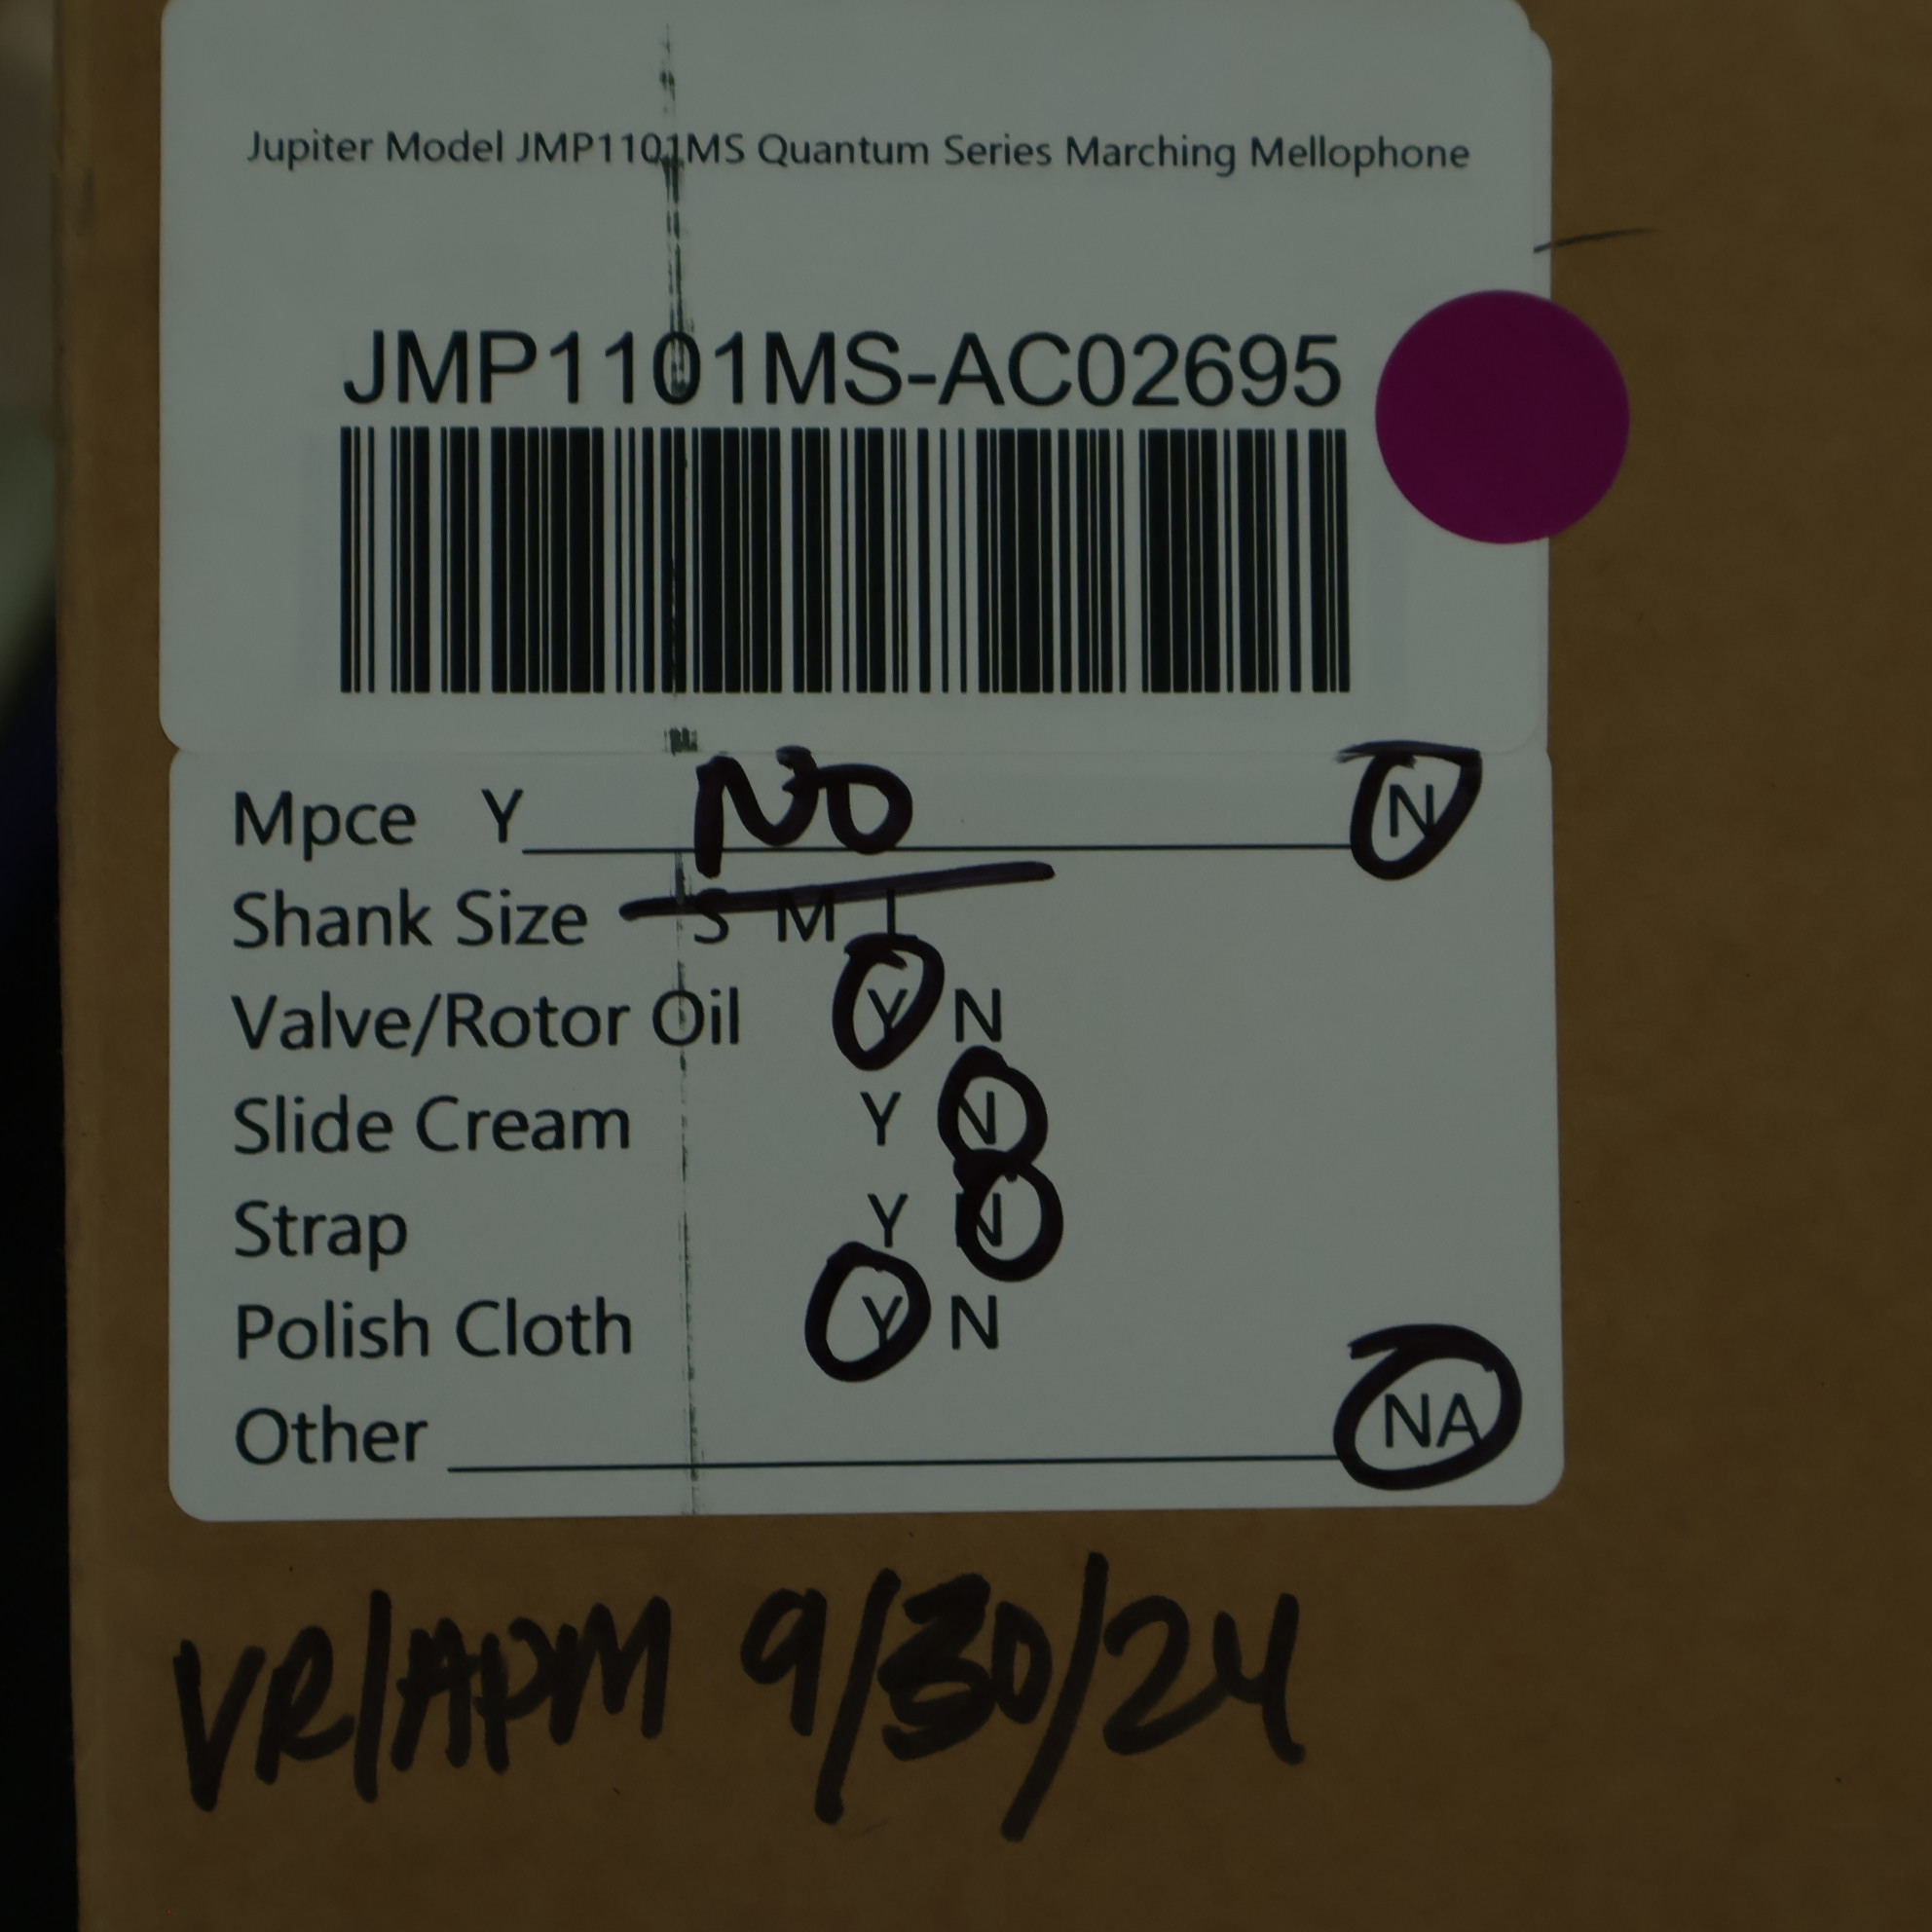 Jupiter Model JMP1101MS Quantum Series Marching Mellophone
JMP1101MS-AC02695
Mpce Y NO N
Shank Size S M L
Valve/Rotor Oil Y N
Slide Cream Y N
Strap Y N
Polish Cloth Y N
Other NA
VR/APM 9/30/24